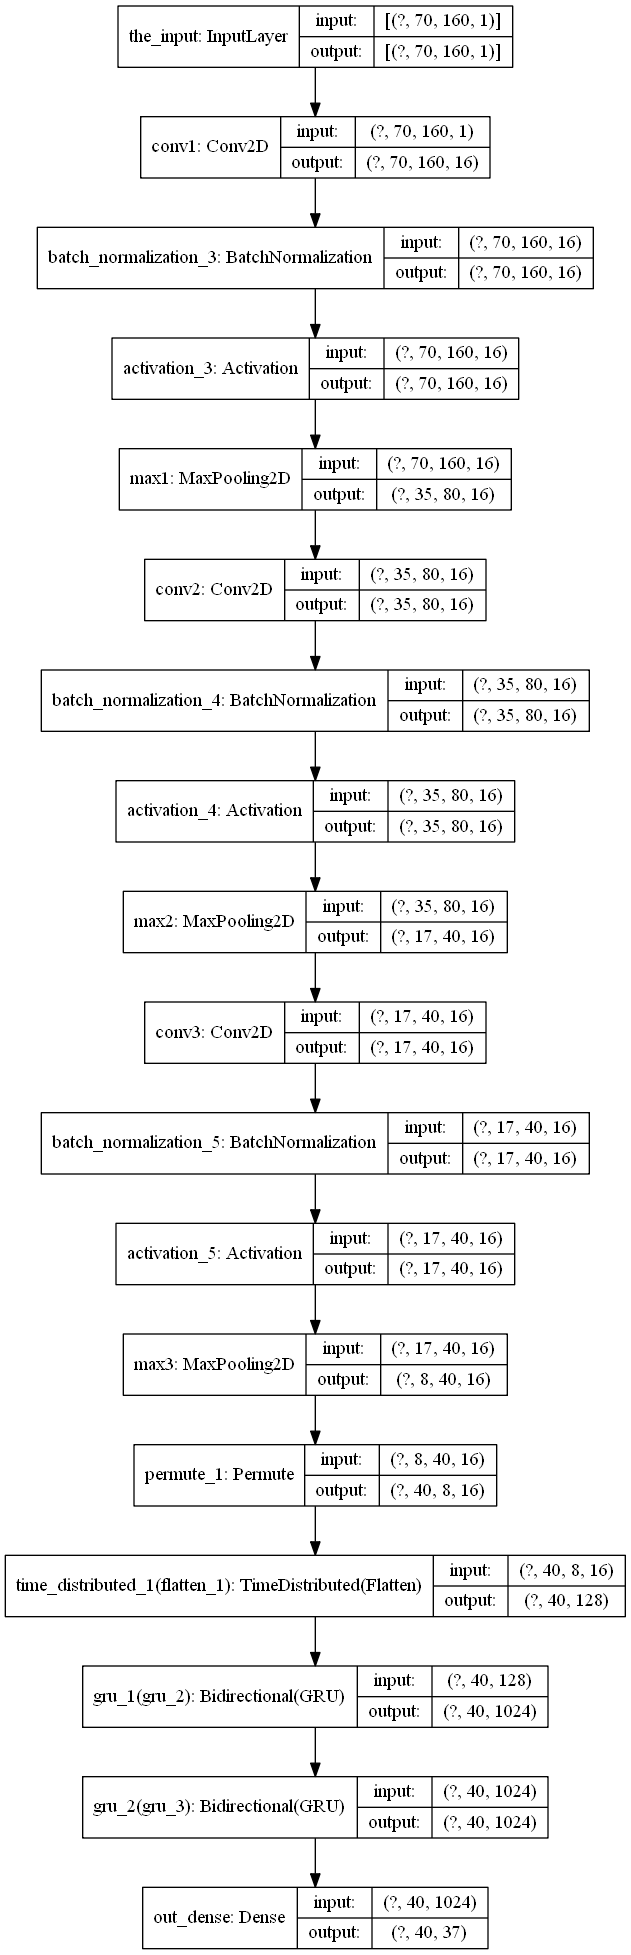 the_input: InputLayer
input: [(?, 70, 160, 1)]
output: [(?, 70, 160, 1)]
conv1: Conv2D
input: (?, 70, 160, 1)
output: (?, 70, 160, 16)
batch_normalization_3: BatchNormalization
input: (?, 70, 160, 16)
output: (?, 70, 160, 16)
activation_3: Activation
input: (?, 70, 160, 16)
output: (?, 70, 160, 16)
max1: MaxPooling2D
input: (?, 70, 160, 16)
output: (?, 35, 80, 16)
conv2: Conv2D
input: (?, 35, 80, 16)
output: (?, 35, 80, 16)
batch_normalization_4: BatchNormalization
input: (?, 35, 80, 16)
output: (?, 35, 80, 16)
activation_4: Activation
input: (?, 35, 80, 16)
output: (?, 35, 80, 16)
max2: MaxPooling2D
input: (?, 35, 80, 16)
output: (?, 17, 40, 16)
conv3: Conv2D
input: (?, 17, 40, 16)
output: (?, 17, 40, 16)
batch_normalization_5: BatchNormalization
input: (?, 17, 40, 16)
output: (?, 17, 40, 16)
activation_5: Activation
input: (?, 17, 40, 16)
output: (?, 17, 40, 16)
max3: MaxPooling2D
input: (?, 17, 40, 16)
output: (?, 8, 40, 16)
permute_1: Permute
input: (?, 8, 40, 16)
output: (?, 40, 8, 16)
time_distributed_1(flatten_1): TimeDistributed(Flatten)
input: (?, 40, 8, 16)
output: (?, 40, 128)
gru_1(gru_2): Bidirectional(GRU)
input: (?, 40, 128)
output: (?, 40, 1024)
gru_2(gru_3): Bidirectional(GRU)
input: (?, 40, 1024)
output: (?, 40, 1024)
out_dense: Dense
input: (?, 40, 1024)
output: (?, 40, 37)